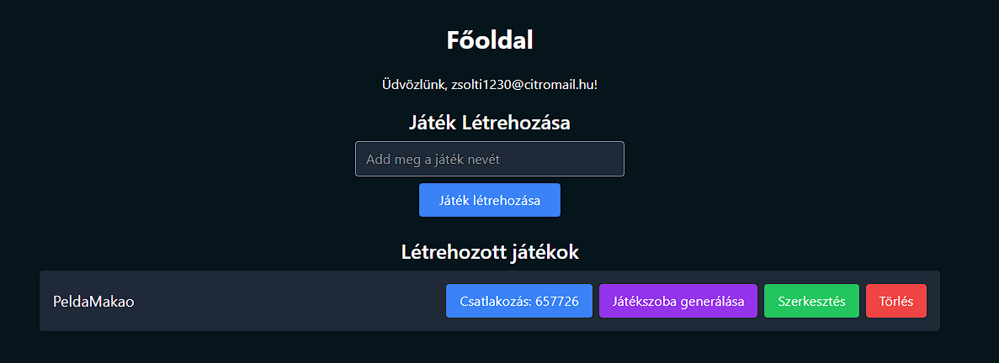 Főoldal
Üdvözlünk, zsolti1230@citromail.hu!
Játék Létrehozása
Add meg a játék nevét
Játék létrehozása
Létrehozott játékok
PeldaMakao Csatlakozás: 657726 Játékszoba generálása Szerkesztés Törlés